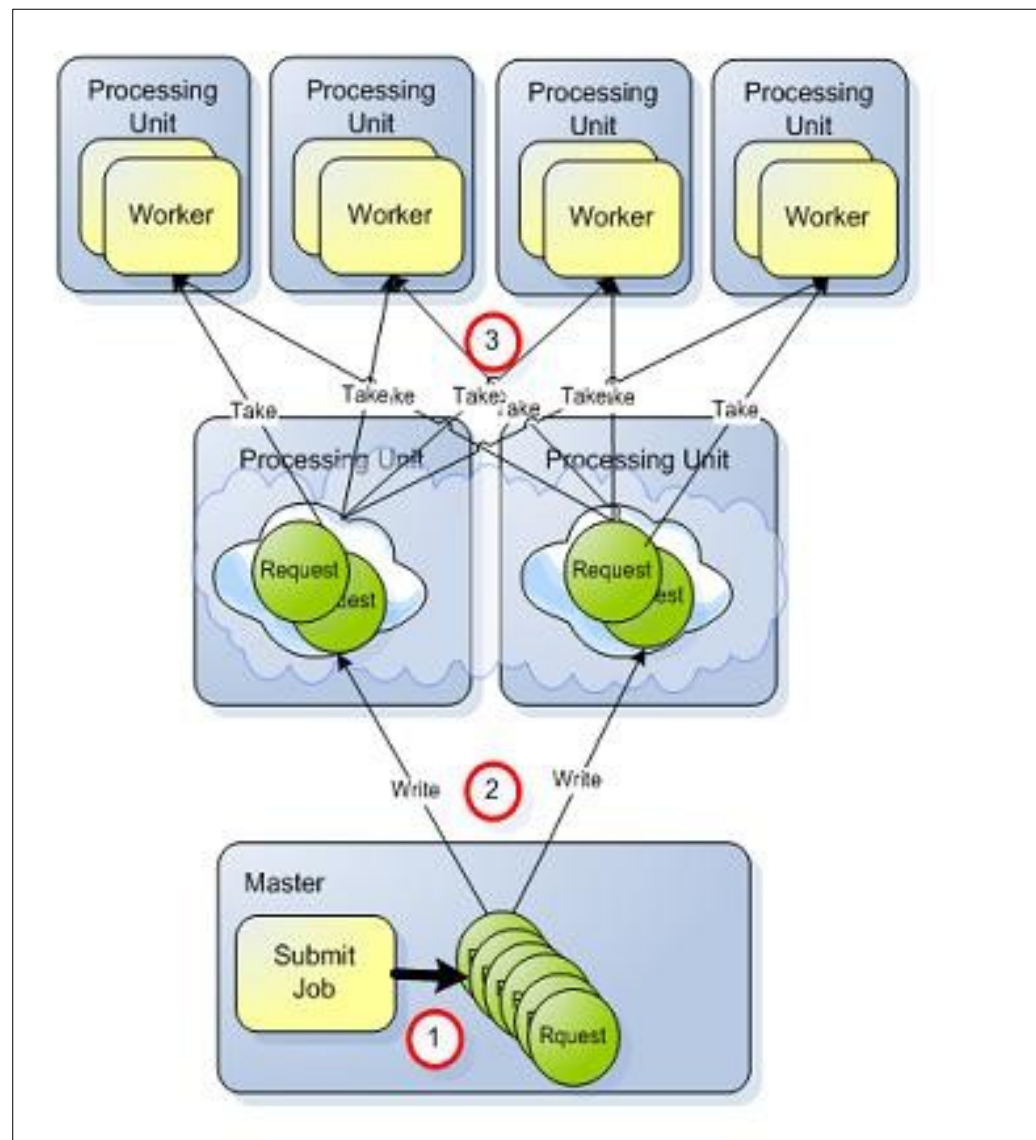 Processing
Unit
Processing
Unit
Processing
Unit
Processing
Unit
Worker
Worker
Worker
Worker
3
Take
Take
Take
Take
Take
Take
Processing Unit
Processing Unit
Request
Request
Write
2
Write
Master
Submit
Job
1
Rquest